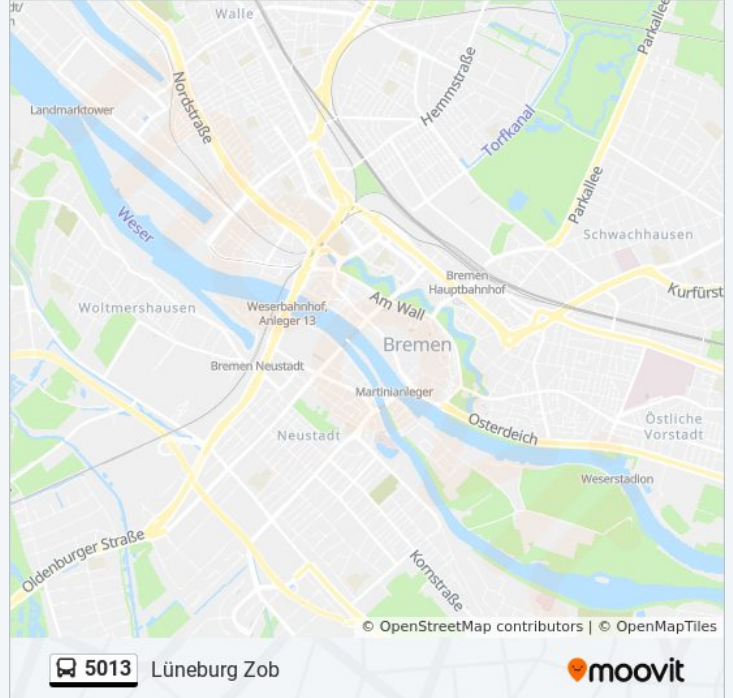 dt/
Walle
Parkallee
Nordstraße
Hemmstraße
Landmarktower
Torfkanal
Parkallee
Weser
Schwachhausen
Bremen
Hauptbahnhof
Kurfürst
Woltmershausen
Weserbahnhof,
Anleger 13
Am Wall
Bremen
Bremen Neustadt
Martinianleger
Östliche
Vorstadt
Neustadt
Osterdeich
Weserstadion
Oldenburger Straße
Kornstraße
© OpenStreetMap contributors | © OpenMapTiles
5013 Lüneburg Zob
moovit